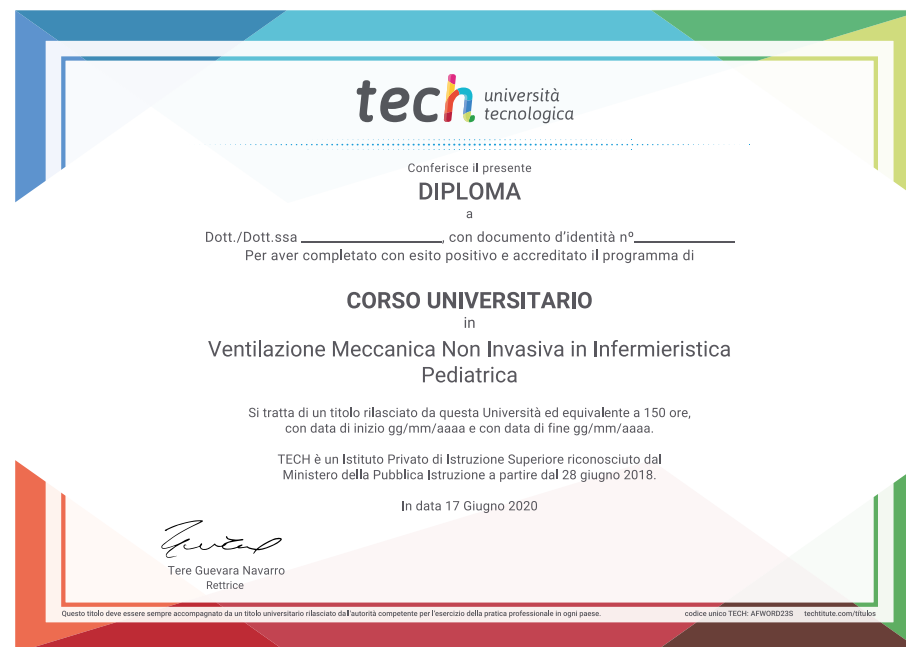 tech università
tecnologica
Conferisce il presente
DIPLOMA
a
Dott./Dott.ssa ____________________, con documento d'identità nº______________
Per aver completato con esito positivo e accreditato il programma di
CORSO UNIVERSITARIO
in
Ventilazione Meccanica Non Invasiva in Infermieristica
Pediatrica
Si tratta di un titolo rilasciato da questa Università ed equivalente a 150 ore,
con data di inizio gg/mm/aaaa e con data di fine gg/mm/aaaa.
TECH è un Istituto Privato di Istruzione Superiore riconosciuto dal
Ministero della Pubblica Istruzione a partire dal 28 giugno 2018.
In data 17 Giugno 2020
Tere Guevara Navarro
Rettrice
Questo titolo deve essere sempre accompagnato da un titolo universitario rilasciato dall'autorità competente per l'esercizio della pratica professionale in ogni paese. codice unico TECH: AFWORD23S techtitute.com/titulos